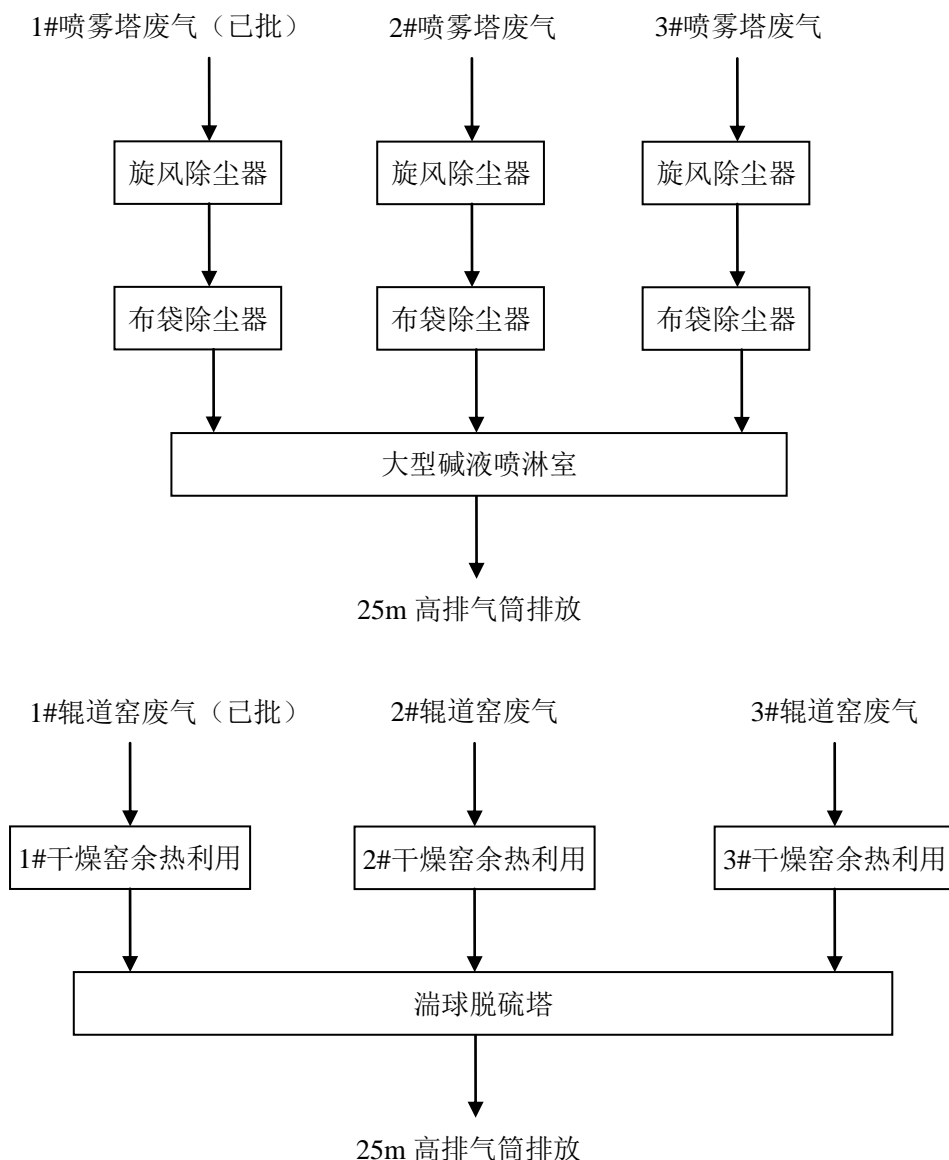 1#喷雾塔废气（已批） 2#喷雾塔废气 3#喷雾塔废气
旋风除尘器 旋风除尘器 旋风除尘器
布袋除尘器 布袋除尘器 布袋除尘器
大型碱液喷淋室
25m 高排气筒排放
1#辊道窑废气（已批） 2#辊道窑废气 3#辊道窑废气
1#干燥窑余热利用 2#干燥窑余热利用 3#干燥窑余热利用
湍球脱硫塔
25m 高排气筒排放